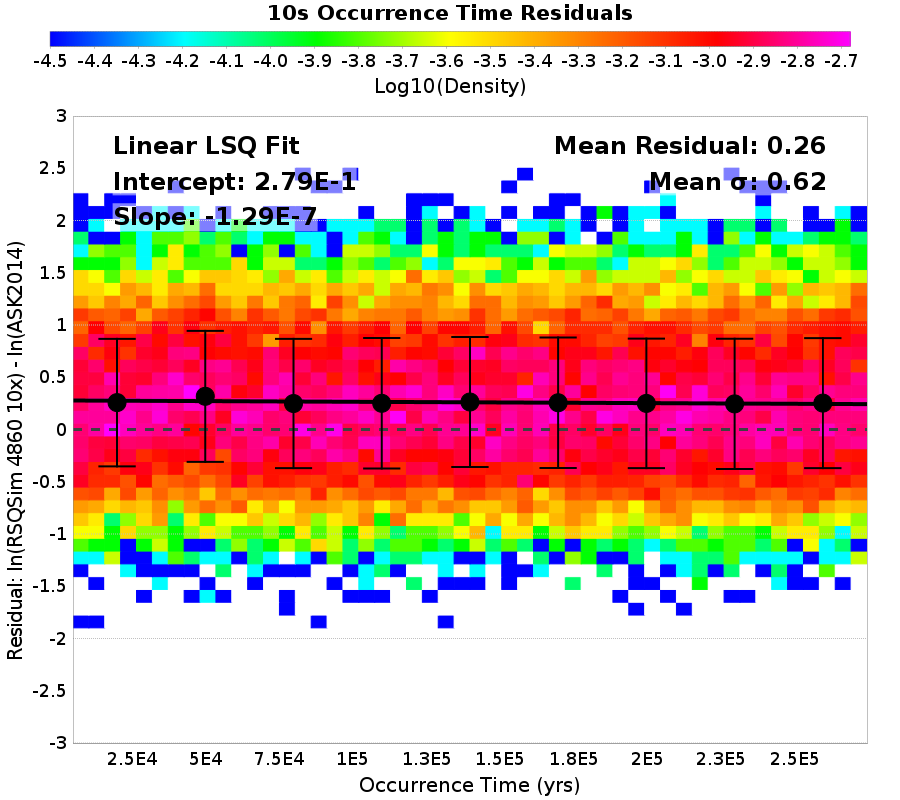 10s Occurrence Time Residuals
-4.5 -4.4 -4.3 -4.2 -4.1 -4.0 -3.9 -3.8 -3.7 -3.6 -3.5 -3.4 -3.3 -3.2 -3.1 -3.0 -2.9 -2.8 -2.7
Log10(Density)
Linear LSQ Fit
Intercept: 2.79E-1
Slope: -1.29E-7
Mean Residual: 0.26
Mean σ: 0.62
Residual: ln(RSQSim 4860 10x) - ln(ASK2014)
3
2.5
2
1.5
1
0.5
0
-0.5
-1
-1.5
-2
-2.5
-3
2.5E4 5E4 7.5E4 1E5 1.3E5 1.5E5 1.8E5 2E5 2.3E5 2.5E5
Occurrence Time (yrs)